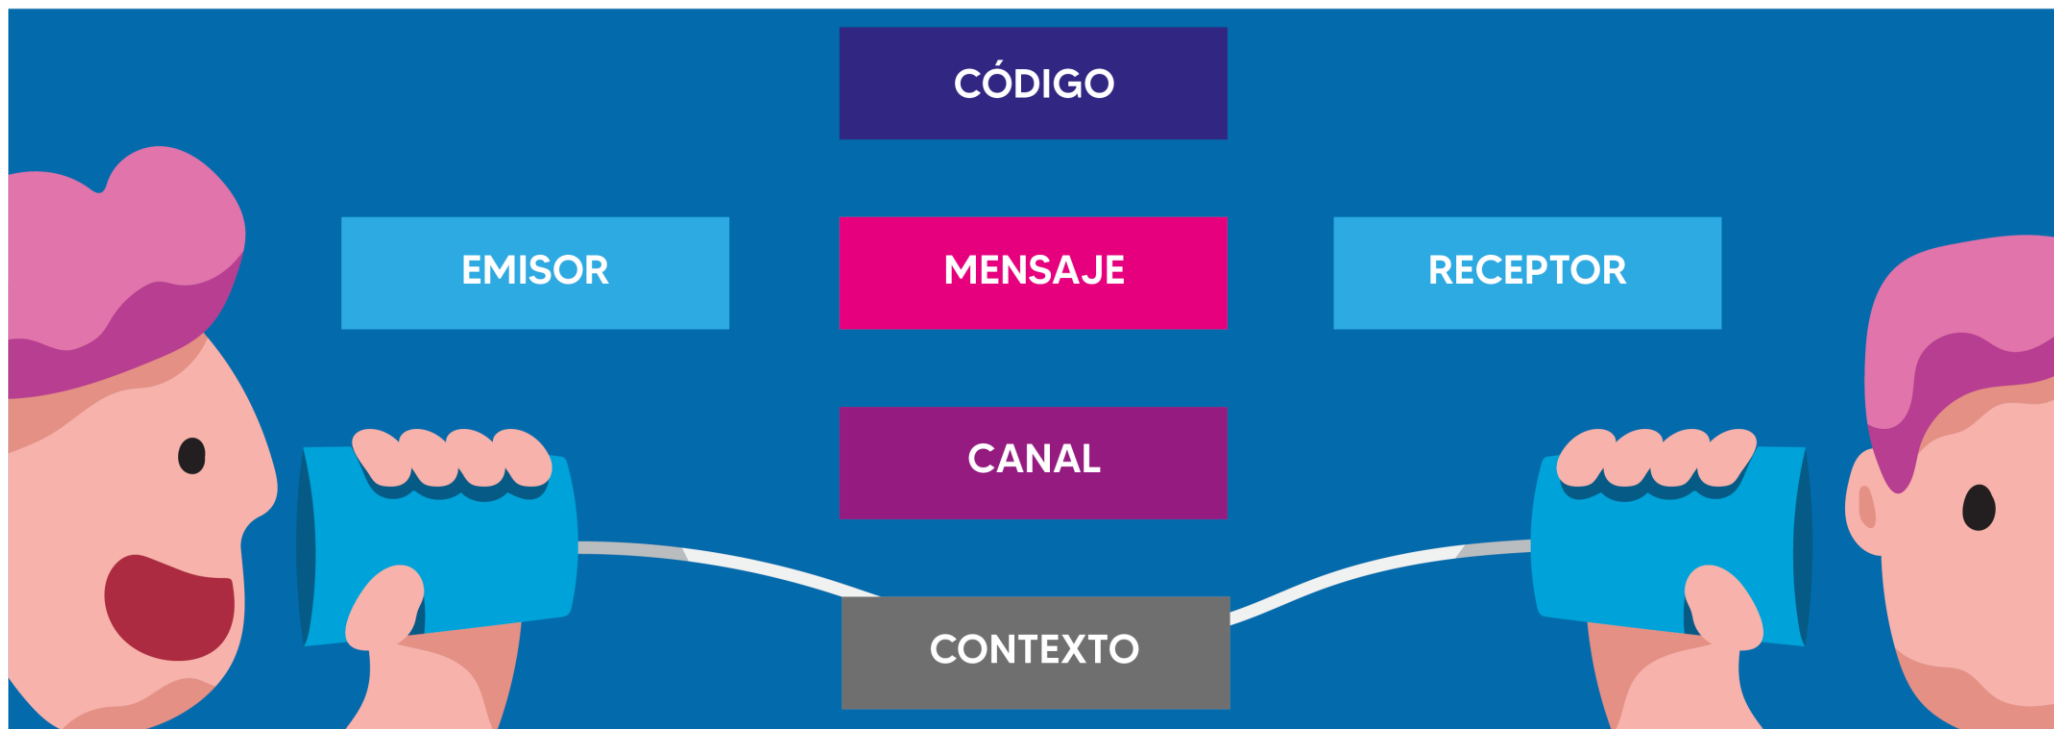 CÓDIGO
EMISOR
MENSAJE
RECEPTOR
CANAL
CONTEXTO